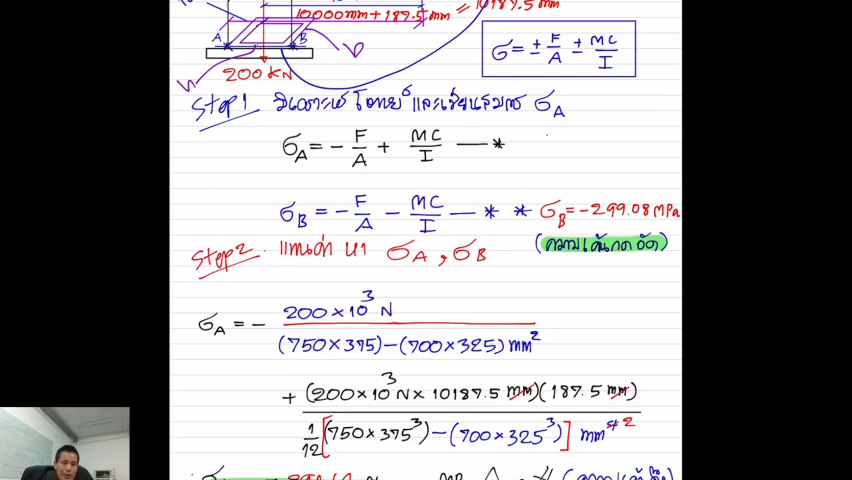 10000mm + 187.5mm = 10187.5 mm
A B
200 KN
σ = ± F/A ± MC/I
Step1 วิเคราะห์โจทย์และเขียนสมการ σA
σA = - F/A + MC/I — *
σB = - F/A - MC/I — * * σB = -299.08 MPa
(ความเค้นกดอัด)
Step2 แทนค่า หา σA , σB
σA = - 200 × 10³ N
(750×375)-(700×325) mm²
+ (200×10³ N × 10187.5 mm)(187.5 mm)
1/12 [(750×375³)-(700×325³)] mm⁴ 2